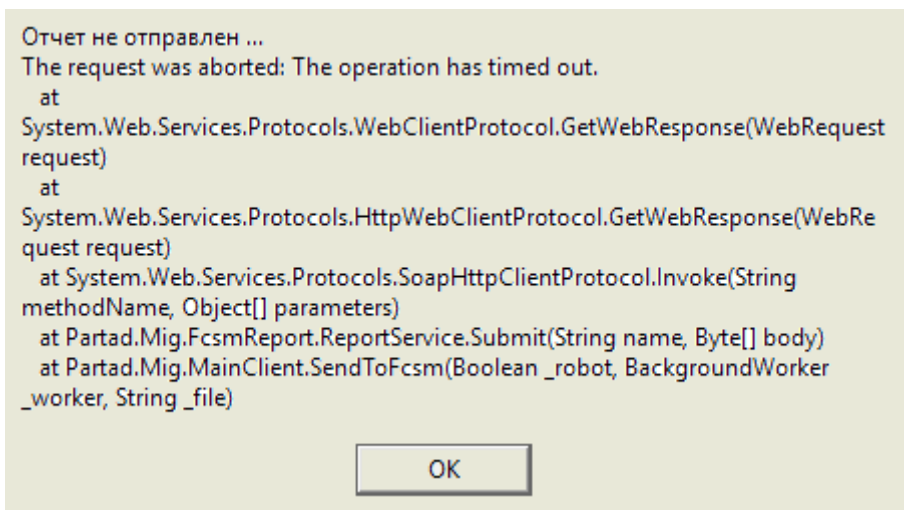 Отчет не отправлен ...
The request was aborted: The operation has timed out.
at
System.Web.Services.Protocols.WebClientProtocol.GetWebResponse(WebRequest
request)
at
System.Web.Services.Protocols.HttpWebClientProtocol.GetWebResponse(WebRe
quest request)
at System.Web.Services.Protocols.SoapHttpClientProtocol.Invoke(String
methodName, Object[] parameters)
at Partad.Mig.FcsmReport.ReportService.Submit(String name, Byte[] body)
at Partad.Mig.MainClient.SendToFcsm(Boolean _robot, BackgroundWorker
_worker, String _file)
OK